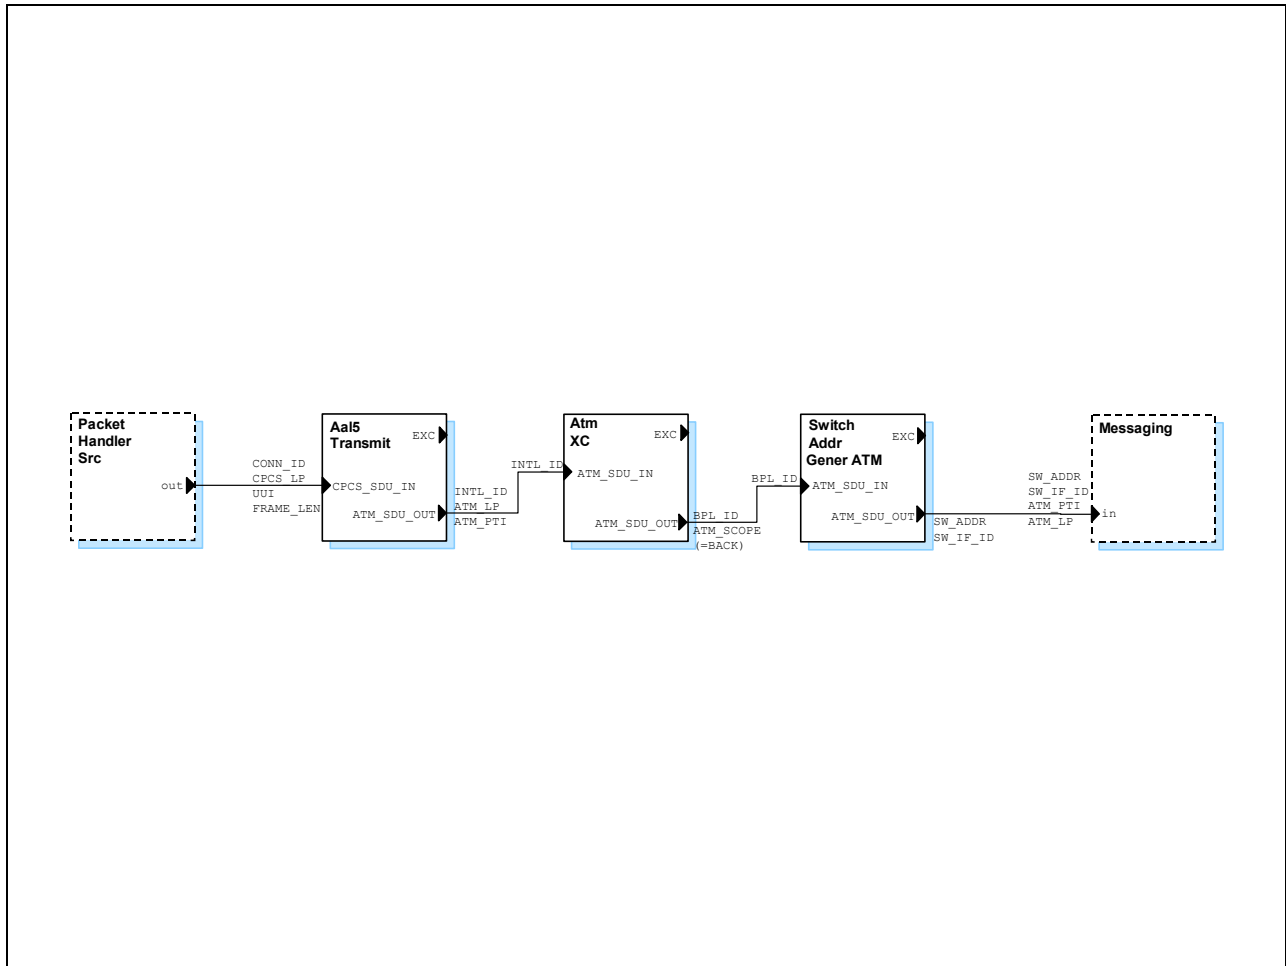 Packet
Handler
Src
out
CONN_ID
CPCS_LP
UUI
FRAME_LEN
Aal5
Transmit
EXC
CPCS_SDU_IN
ATM_SDU_OUT
INTL_ID
ATM_LP
ATM_PTI
INTL_ID
Atm
XC
EXC
ATM_SDU_IN
ATM_SDU_OUT
BPL_ID
ATM_SCOPE
(=BACK)
BPL_ID
Switch
Addr
Gener ATM
EXC
ATM_SDU_IN
ATM_SDU_OUT
SW_ADDR
SW_IF_ID
SW_ADDR
SW_IF_ID
ATM_PTI
ATM_LP
Messaging
in